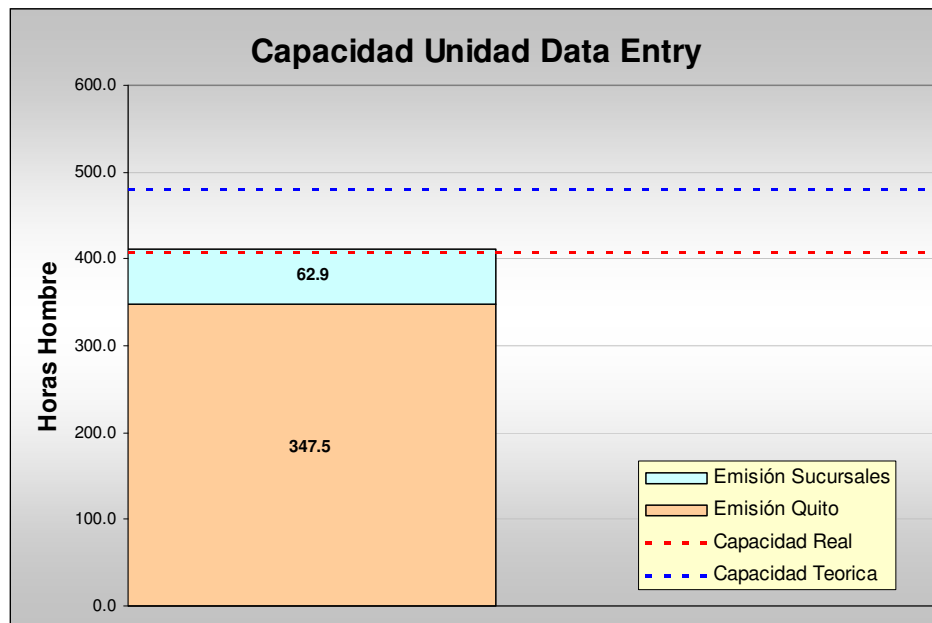 Capacidad Unidad Data Entry
Horas Hombre
600.0
500.0
400.0
300.0
200.0
100.0
0.0
62.9
347.5
Emisión Sucursales
Emisión Quito
Capacidad Real
Capacidad Teorica